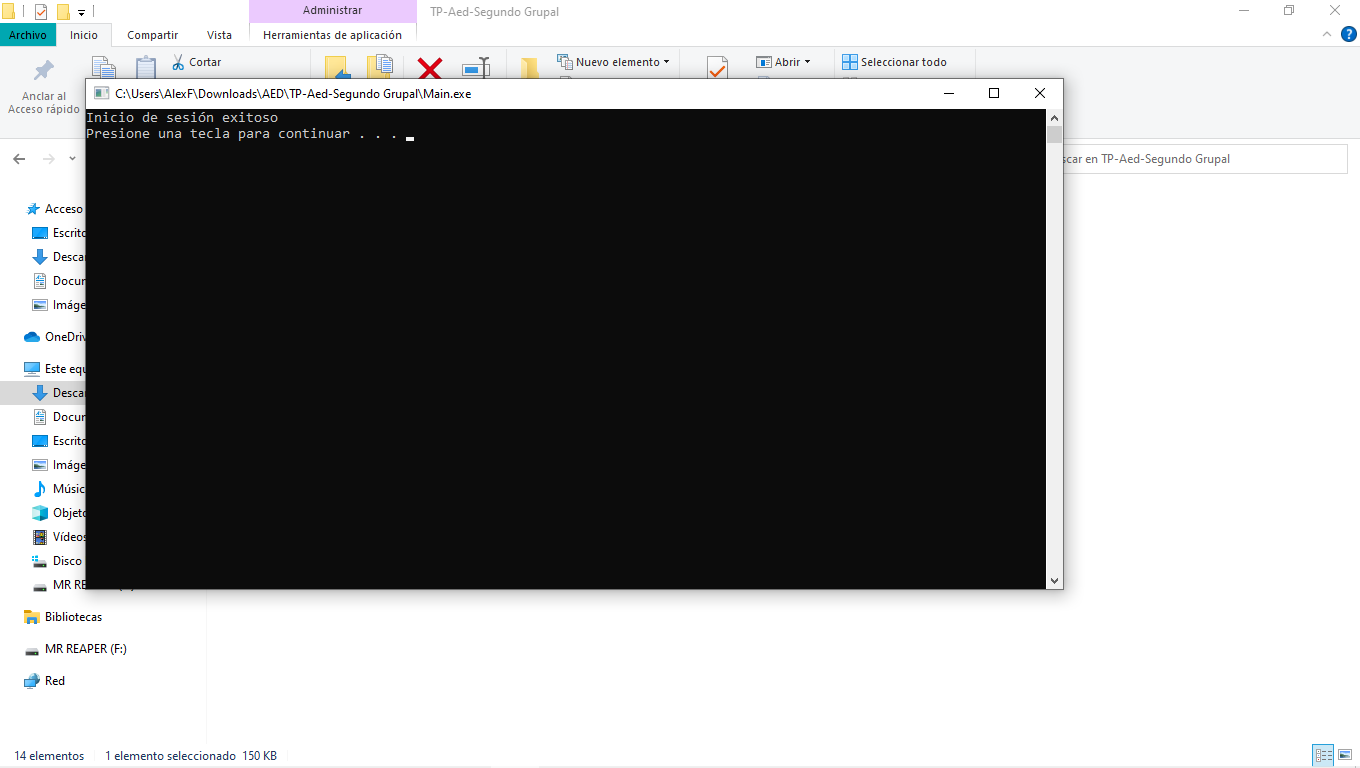 Administrar
TP-Aed-Segundo Grupal
Archivo
Inicio
Compartir
Vista
Herramientas de aplicación
Anclar al
Acceso rápido
Cortar
Nuevo elemento
Abrir
Seleccionar todo
C:\Users\AlexF\Downloads\AED\TP-Aed-Segundo Grupal\Main.exe
Inicio de sesión exitoso
Presione una tecla para continuar . . .
car en TP-Aed-Segundo Grupal
Acceso
Escrito
Desca
Docur
Imáge
OneDriv
Este equ
Desca
Docur
Escrito
Imáge
Músic
Objeto
Vídeos
Disco
MR RE
Bibliotecas
MR REAPER (F:)
Red
14 elementos
1 elemento seleccionado 150 KB